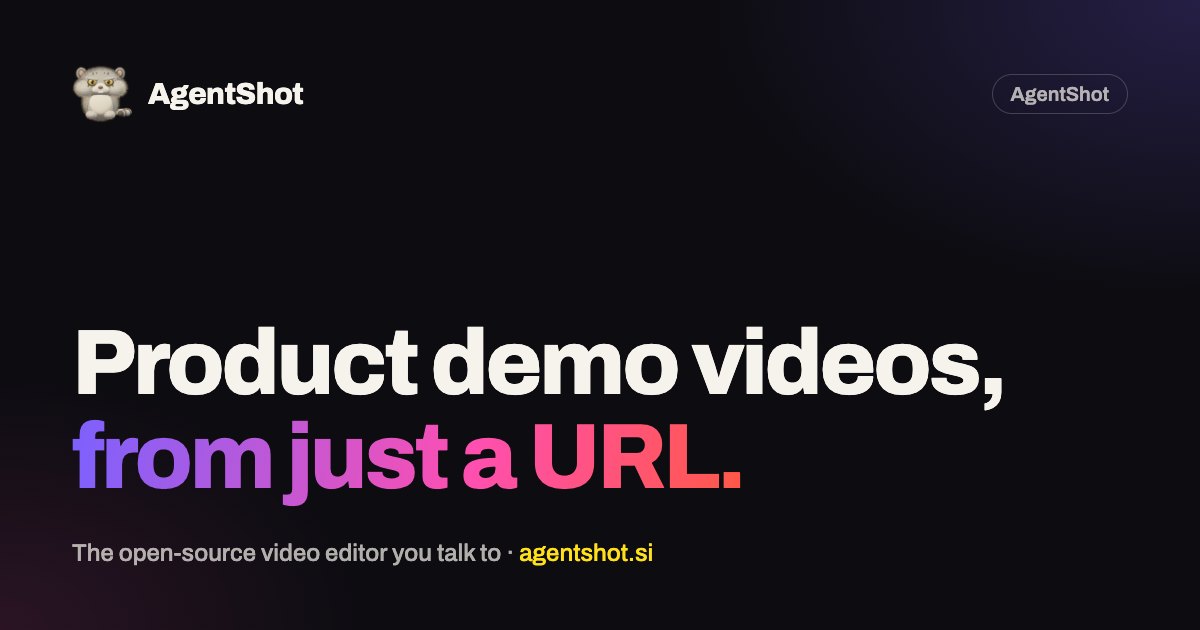 AgentShot
AgentShot
Product demo videos,
from just a URL.
The open-source video editor you talk to · agentshot.si